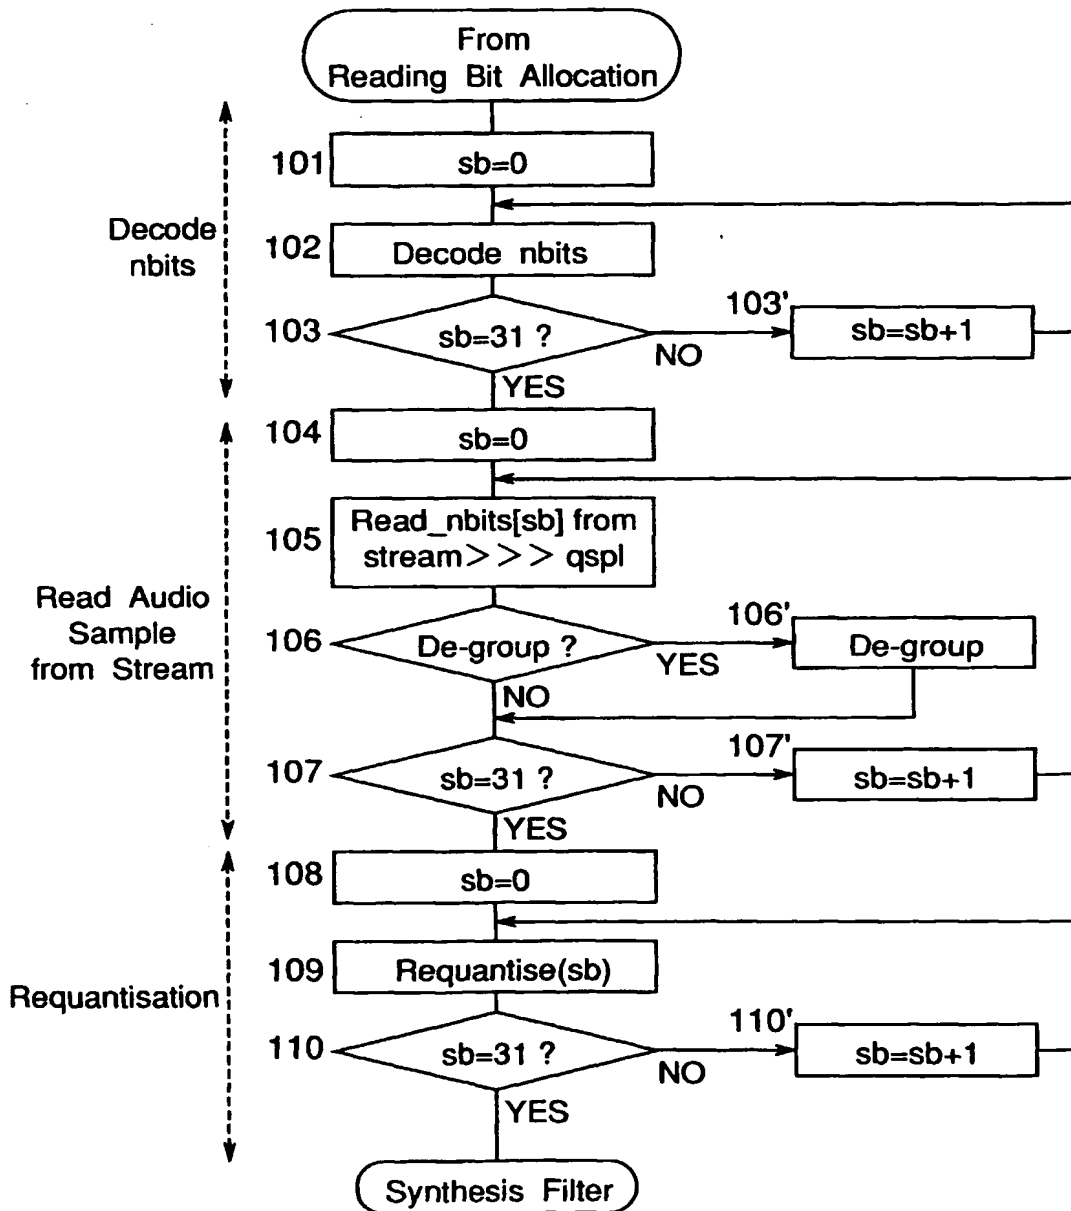 From
Reading Bit Allocation
101
sb=0
Decode
nbits
102
Decode nbits
103
sb=31 ?
NO
103'
sb=sb+1
YES
104
sb=0
105
Read_nbits[sb] from
stream>>> qspl
Read Audio
Sample
from Stream
106
De-group ?
YES
106'
De-group
NO
107
sb=31 ?
NO
107'
sb=sb+1
YES
108
sb=0
109
Requantise(sb)
Requantisation
110
sb=31 ?
NO
110'
sb=sb+1
YES
Synthesis Filter